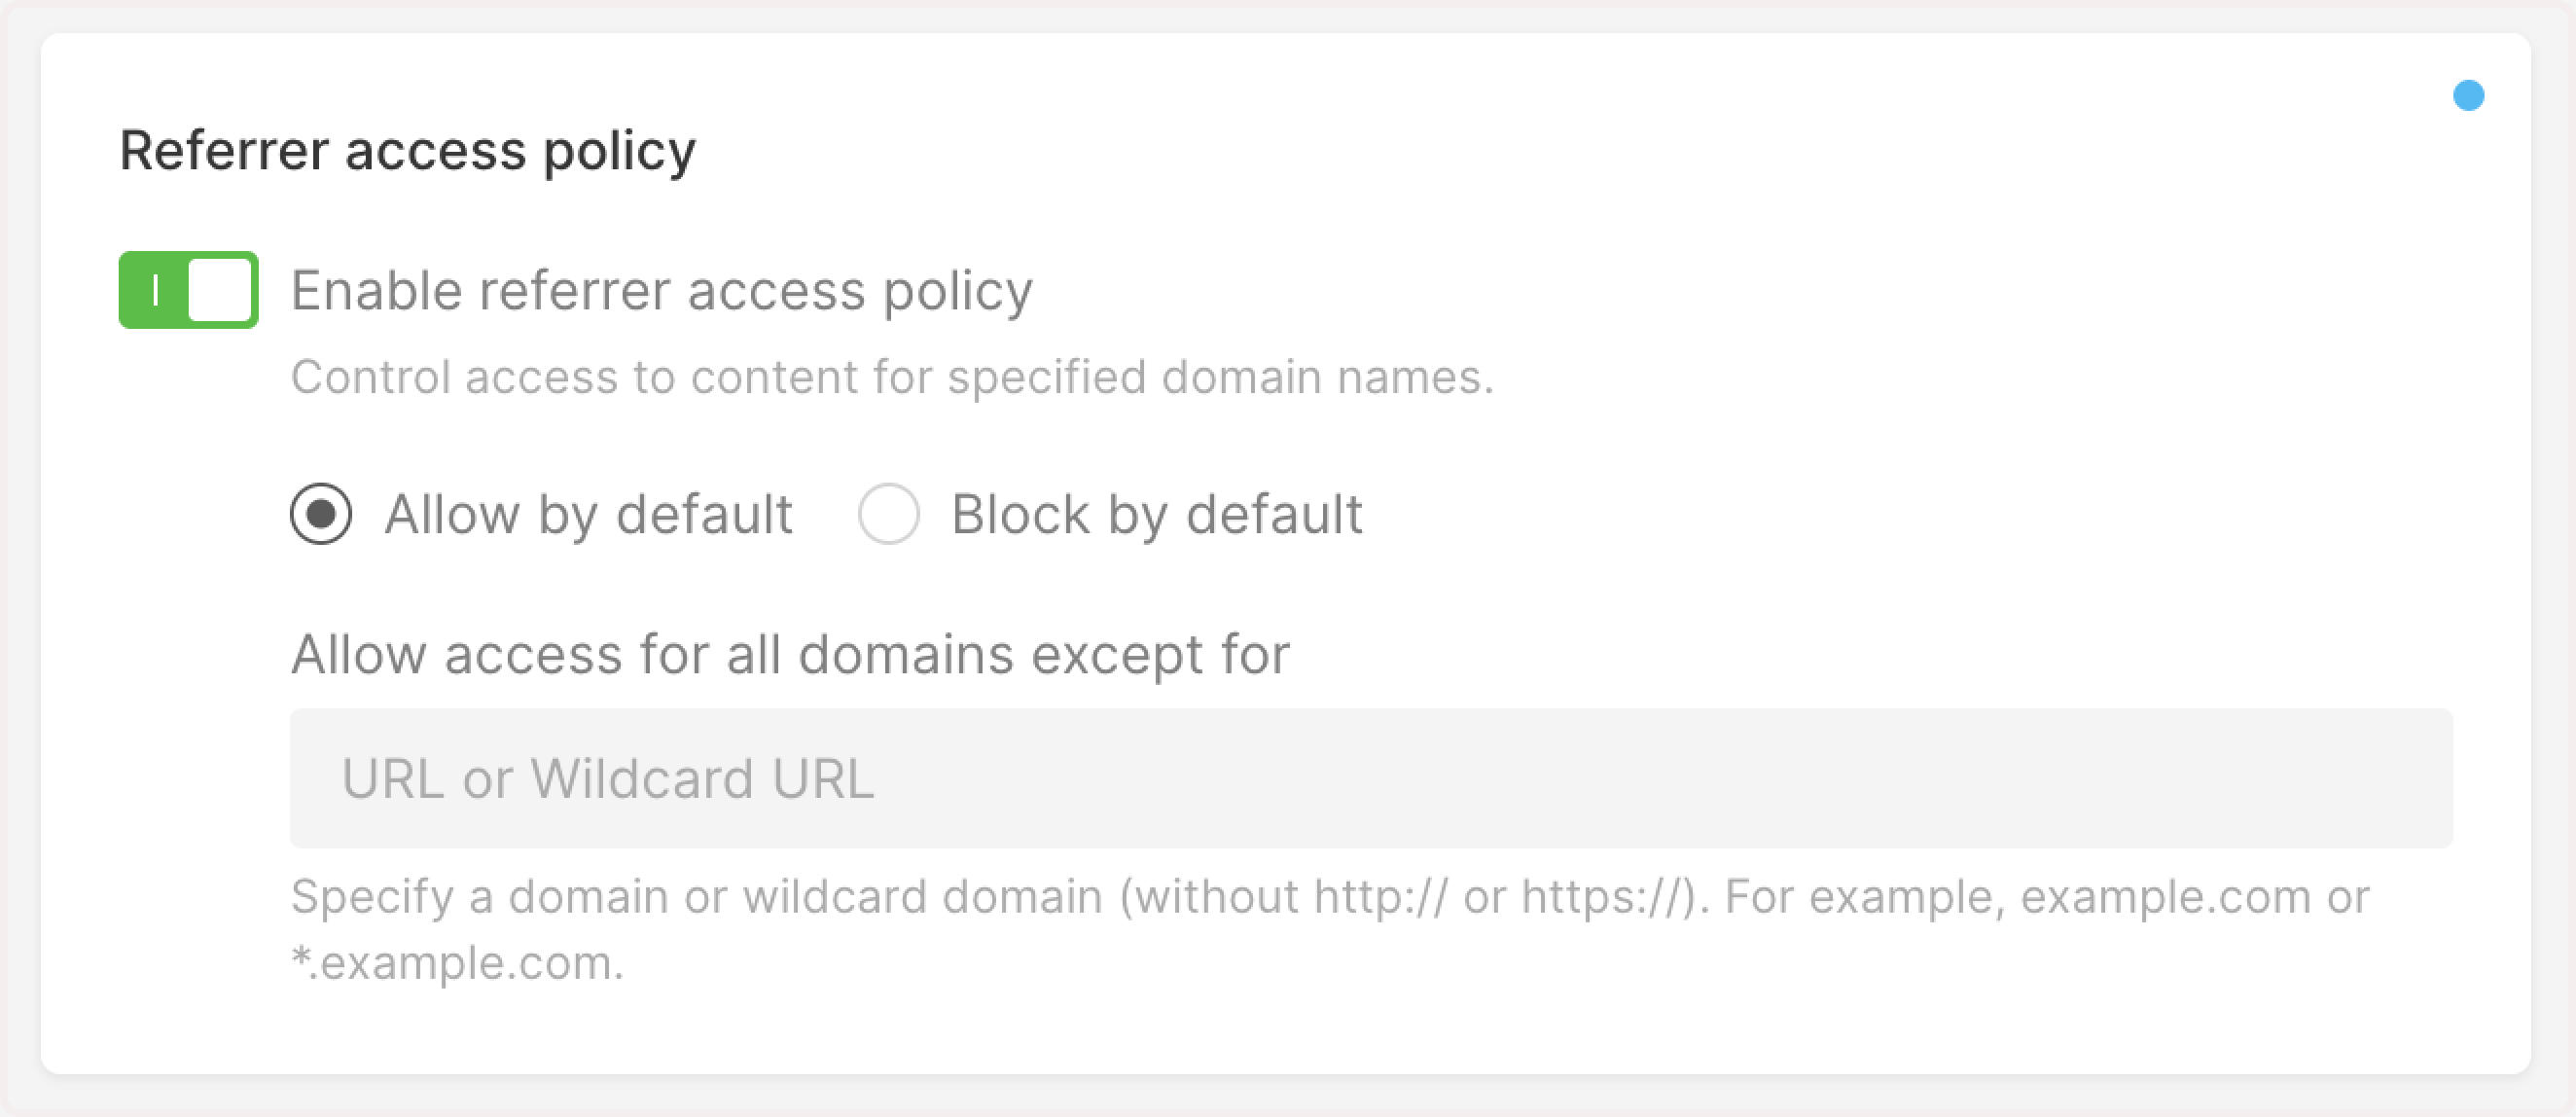 Referrer access policy
Enable referrer access policy
Control access to content for specified domain names.
Allow by default Block by default
Allow access for all domains except for
URL or Wildcard URL
Specify a domain or wildcard domain (without http:// or https://). For example, example.com or
*.example.com.